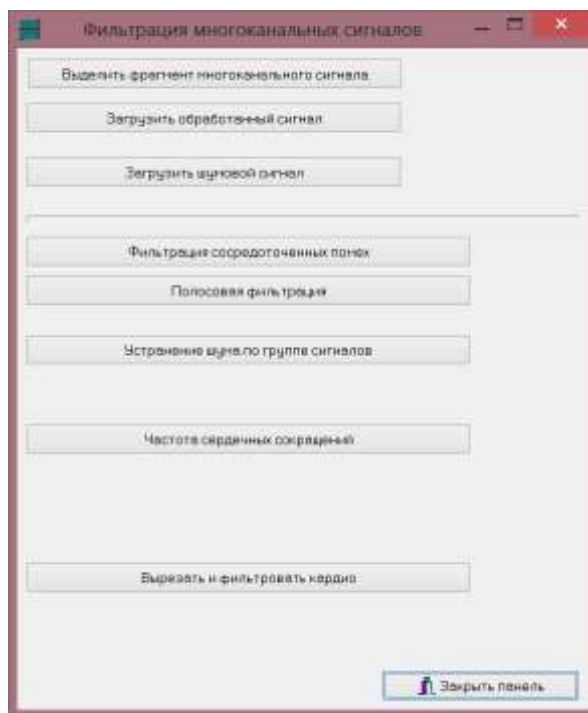 Фильтрация многоканальных сигналов
Выделить фрагмент многоканального сигнала
Загрузить обработанный сигнал
Загрузить шумовой сигнал
Фильтрация сосредоточенных помех
Полосовая фильтрация
Устранение шума по группе сигналов
Частота сердечных сокращений
Вырезать и фильтровать кардио
Закрыть панель